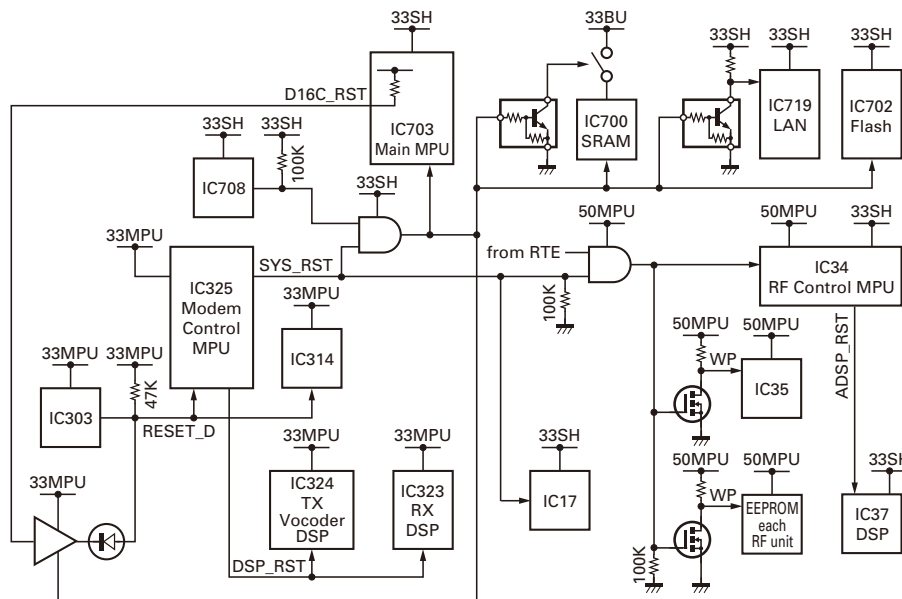 33SH
33BU
33SH
33SH
33SH
D16C_RST
IC703
Main MPU
IC700
SRAM
IC719
LAN
IC702
Flash
33SH
33SH
100K
IC708
33SH
33MPU
SYS_RST
50MPU
from RTE
50MPU
33SH
IC34
RF Control MPU
IC325
Modem
Control
MPU
33MPU
IC314
100K
50MPU
WP
50MPU
IC35
ADSP_RST
33MPU
33MPU
47K
IC303
RESET_D
33MPU
IC324
TX
Vocoder
DSP
33MPU
IC323
RX
DSP
33SH
IC17
50MPU
WP
50MPU
EEPROM
each
RF unit
33SH
IC37
DSP
33MPU
DSP_RST
100K